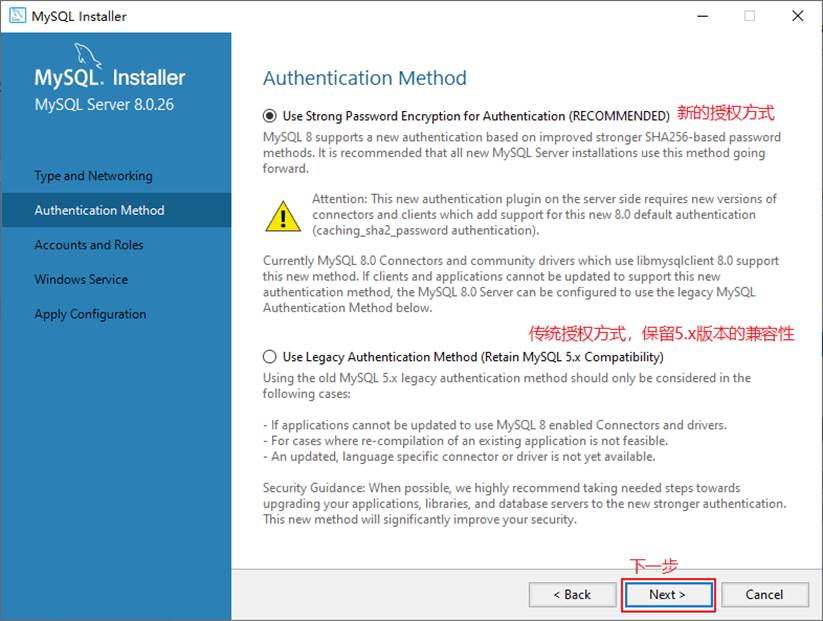 MySQL Installer
MySQL. Installer
MySQL Server 8.0.26
Type and Networking
Authentication Method
Accounts and Roles
Windows Service
Apply Configuration
Authentication Method
Use Strong Password Encryption for Authentication (RECOMMENDED) 新的授权方式
MySQL 8 supports a new authentication based on improved stronger SHA256-based password
methods. It is recommended that all new MySQL Server installations use this method going
forward.
Attention: This new authentication plugin on the server side requires new versions of
connectors and clients which add support for this new 8.0 default authentication
(caching_sha2_password authentication).
Currently MySQL 8.0 Connectors and community drivers which use libmysqlclient 8.0 support
this new method. If clients and applications cannot be updated to support this new
authentication method, the MySQL 8.0 Server can be configured to use the legacy MySQL
Authentication Method below.
传统授权方式，保留5.x版本的兼容性
Use Legacy Authentication Method (Retain MySQL 5.x Compatibility)
Using the old MySQL 5.x legacy authentication method should only be considered in the
following cases:
- If applications cannot be updated to use MySQL 8 enabled Connectors and drivers.
- For cases where re-compilation of an existing application is not feasible.
- An updated, language specific connector or driver is not yet available.
Security Guidance: When possible, we highly recommend taking needed steps towards
upgrading your applications, libraries, and database servers to the new stronger authentication.
This new method will significantly improve your security.
下一步
< Back
Next >
Cancel